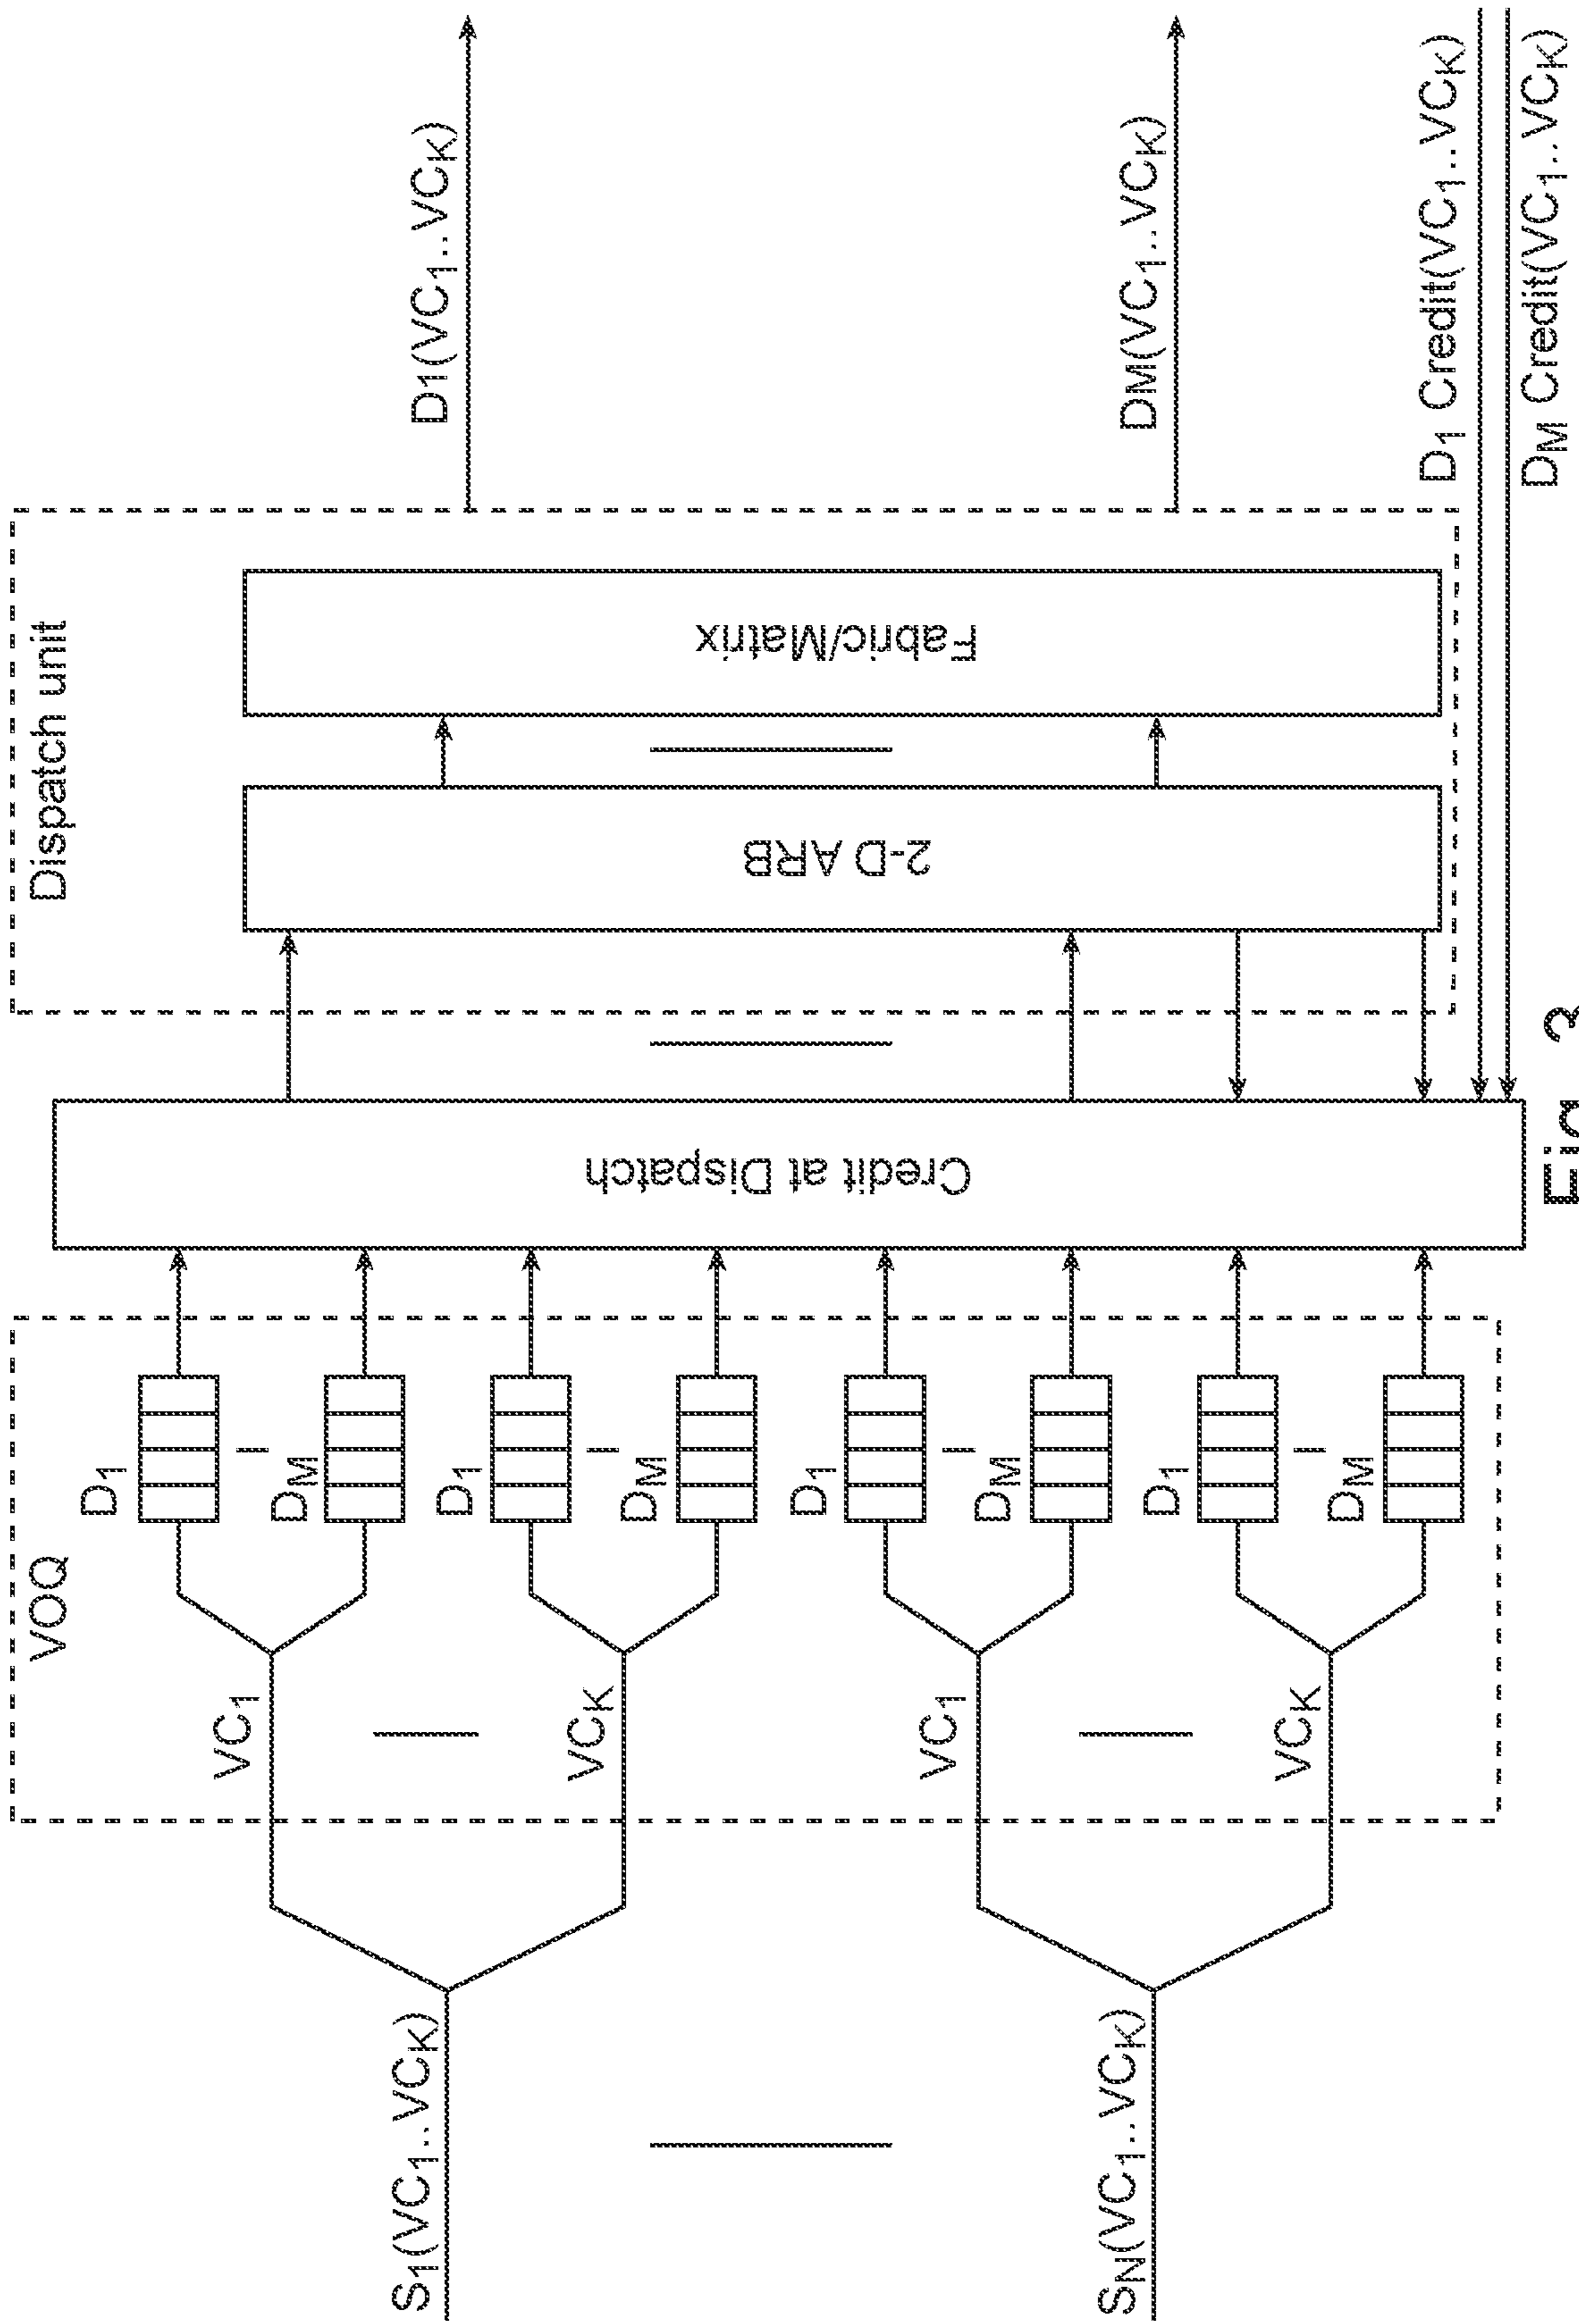 S1(VC1..VCK)
SN(VC1..VCK)
VOQ
VC1
VCK
VC1
VCK
D1
DM
D1
DM
D1
DM
D1
DM
Credit at Dispatch
Dispatch unit
2-D ARB
Fabric/Matrix
D1(VC1..VCK)
DM(VC1..VCK)
D1 Credit(VC1..VCK)
DM Credit(VC1..VCK)
Fig. 3